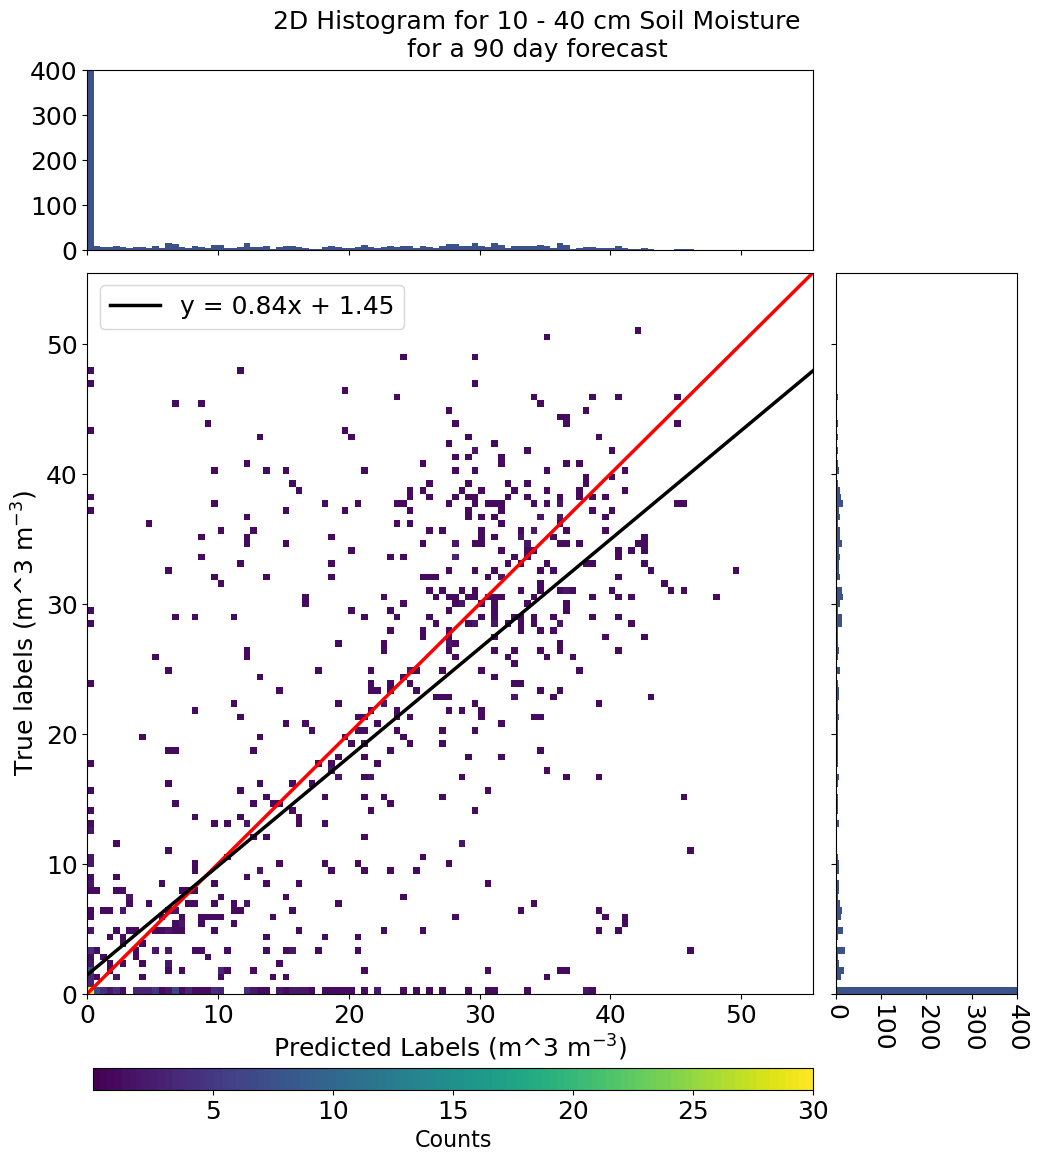 2D Histogram for 10 - 40 cm Soil Moisture
for a 90 day forecast
400
300
200
100
0
y = 0.84x + 1.45
50
40
30
20
10
0
True labels (m^3 m⁻³)
0 10 20 30 40 50
Predicted Labels (m^3 m⁻³)
0 100 200 300 400
5 10 15 20 25 30
Counts